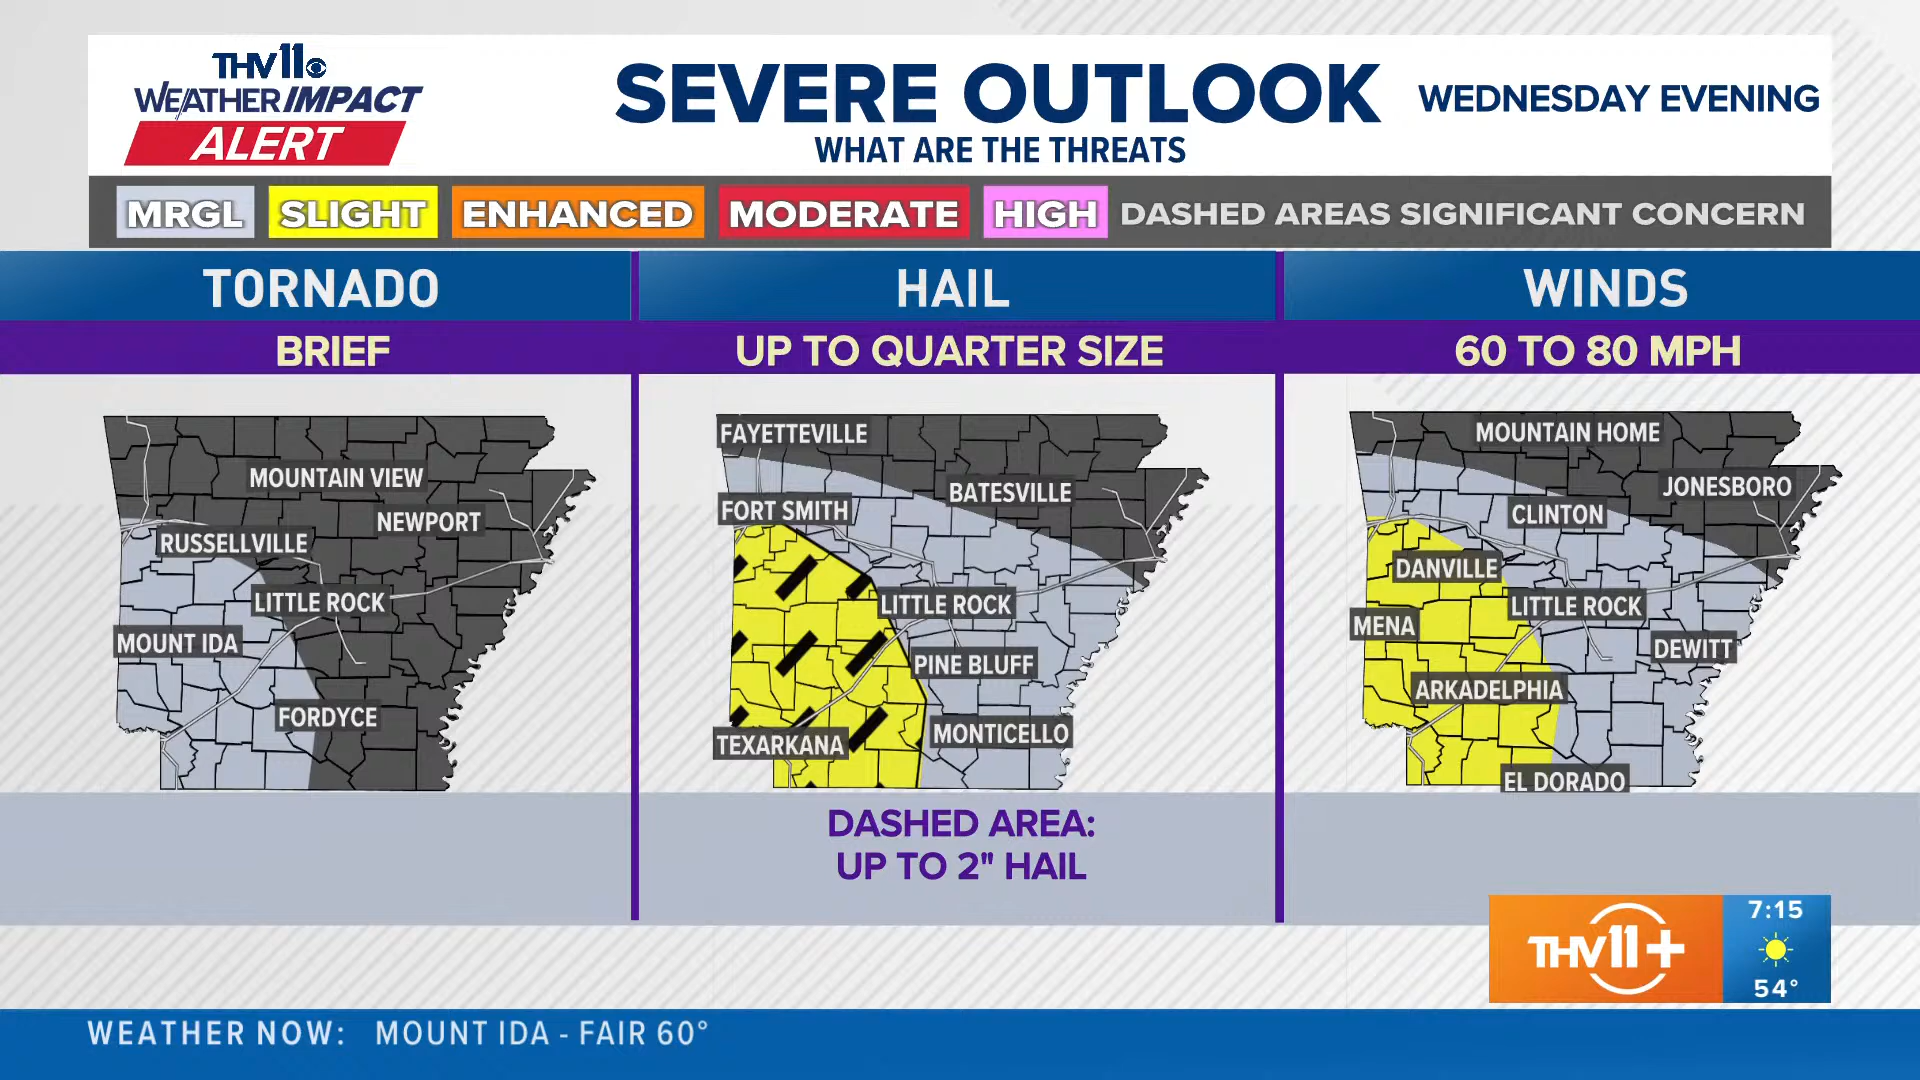 THV11
WEATHER IMPACT
ALERT
SEVERE OUTLOOK
WHAT ARE THE THREATS
WEDNESDAY EVENING
MRGL
SLIGHT
ENHANCED
MODERATE
HIGH
DASHED AREAS SIGNIFICANT CONCERN
TORNADO
BRIEF
MOUNTAIN VIEW
NEWPORT
RUSSELLVILLE
LITTLE ROCK
MOUNT IDA
FORDYCE
HAIL
UP TO QUARTER SIZE
FAYETTEVILLE
BATESVILLE
FORT SMITH
LITTLE ROCK
PINE BLUFF
MONTICELLO
TEXARKANA
DASHED AREA:
UP TO 2" HAIL
WINDS
60 TO 80 MPH
MOUNTAIN HOME
JONESBORO
CLINTON
DANVILLE
LITTLE ROCK
MENA
DEWITT
ARKADELPHIA
EL DORADO
THV11+
7:15
54°
WEATHER NOW: MOUNT IDA - FAIR 60°